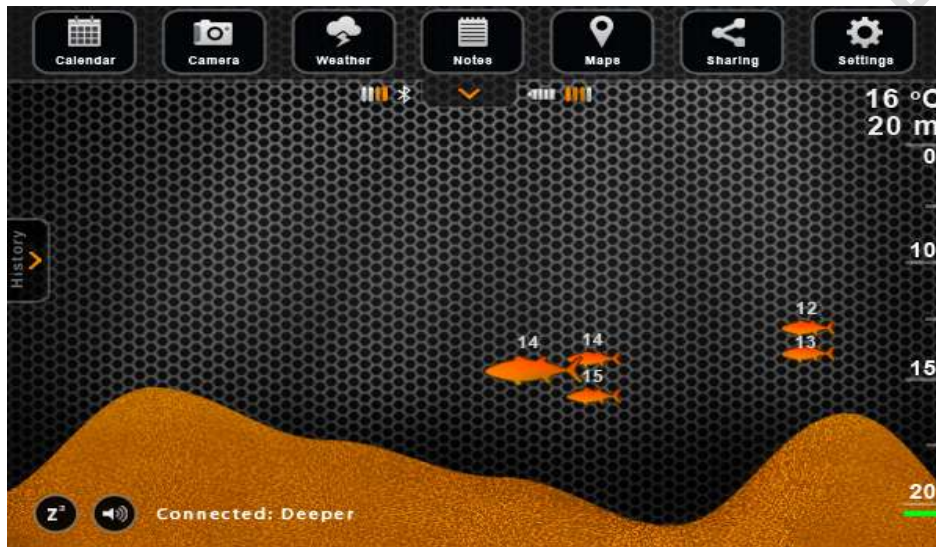 Calendar
Camera
Weather
Notes
Maps
Sharing
Settings
16 °C
20 m
0
10
12
14
14
13
15
15
History
20
Connected: Deeper